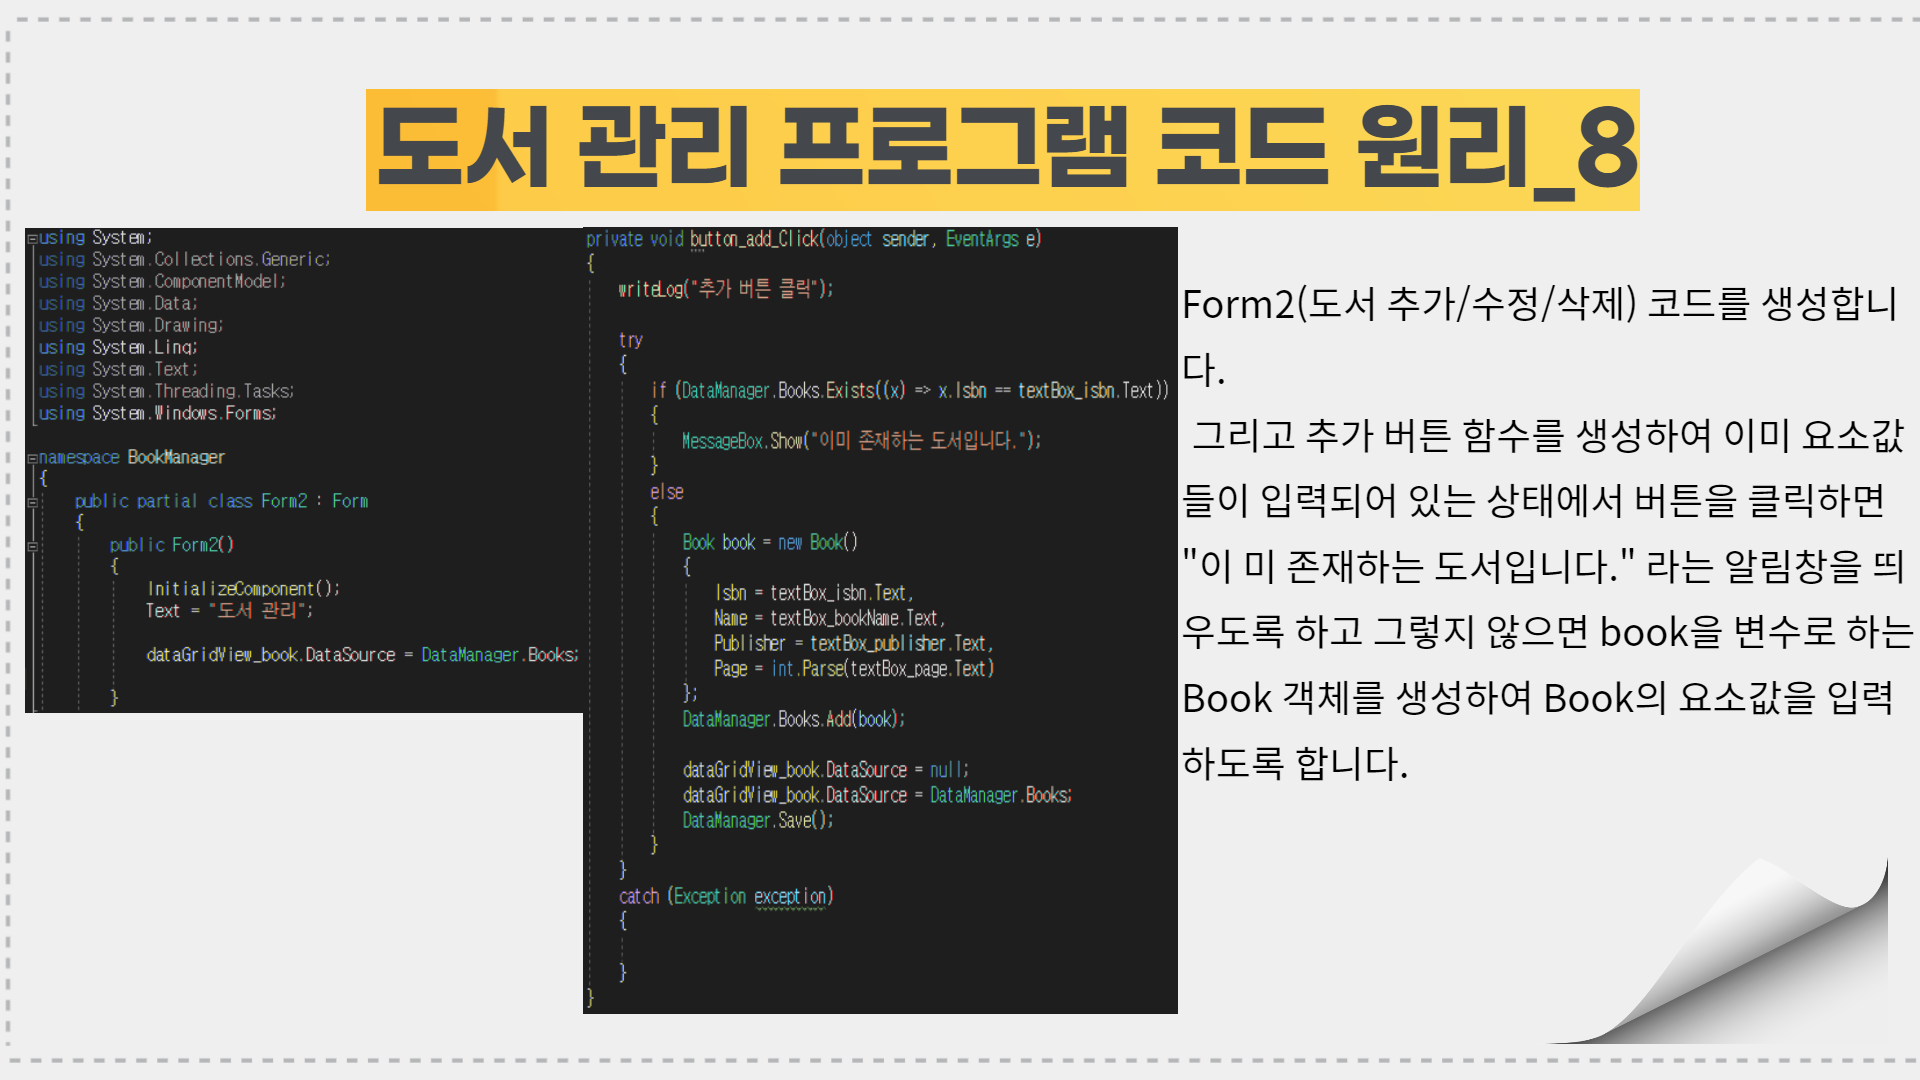 도서 관리 프로그램 코드 원리_8
using System;
using System.Collections.Generic;
using System.ComponentModel;
using System.Data;
using System.Drawing;
using System.Linq;
using System.Text;
using System.Threading.Tasks;
using System.Windows.Forms;
namespace BookManager
{
public partial class Form2 : Form
{
public Form2()
{
InitializeComponent();
Text = "도서 관리";
dataGridView_book.DataSource = DataManager.Books;
}
private void button_add_Click(object sender, EventArgs e)
{
writeLog("추가 버튼 클릭");
try
{
if (DataManager.Books.Exists((x) => x.Isbn == textBox_isbn.Text))
{
MessageBox.Show("이미 존재하는 도서입니다.");
}
else
{
Book book = new Book()
{
Isbn = textBox_isbn.Text,
Name = textBox_bookName.Text,
Publisher = textBox_publisher.Text,
Page = int.Parse(textBox_page.Text)
};
DataManager.Books.Add(book);
dataGridView_book.DataSource = null;
dataGridView_book.DataSource = DataManager.Books;
DataManager.Save();
}
}
catch (Exception exception)
{
}
}
Form2(도서 추가/수정/삭제) 코드를 생성합니
다.
그리고 추가 버튼 함수를 생성하여 이미 요소값
들이 입력되어 있는 상태에서 버튼을 클릭하면
"이 미 존재하는 도서입니다." 라는 알림창을 띄
우도록 하고 그렇지 않으면 book을 변수로 하는
Book 객체를 생성하여 Book의 요소값을 입력
하도록 합니다.